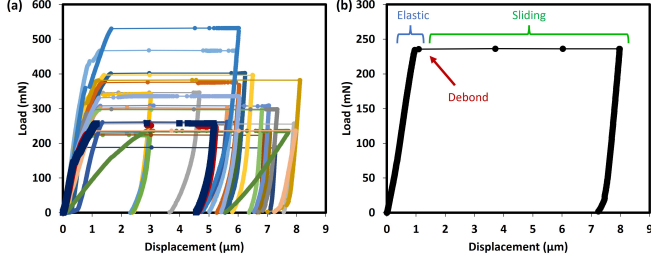 (a)
600
500
400
300
200
100
0
Load (mN)
0 1 2 3 4 5 6 7 8 9
Displacement (μm)
(b)
300
250
200
150
100
50
0
Load (mN)
Elastic
Sliding
Debond
0 1 2 3 4 5 6 7 8 9
Displacement (μm)